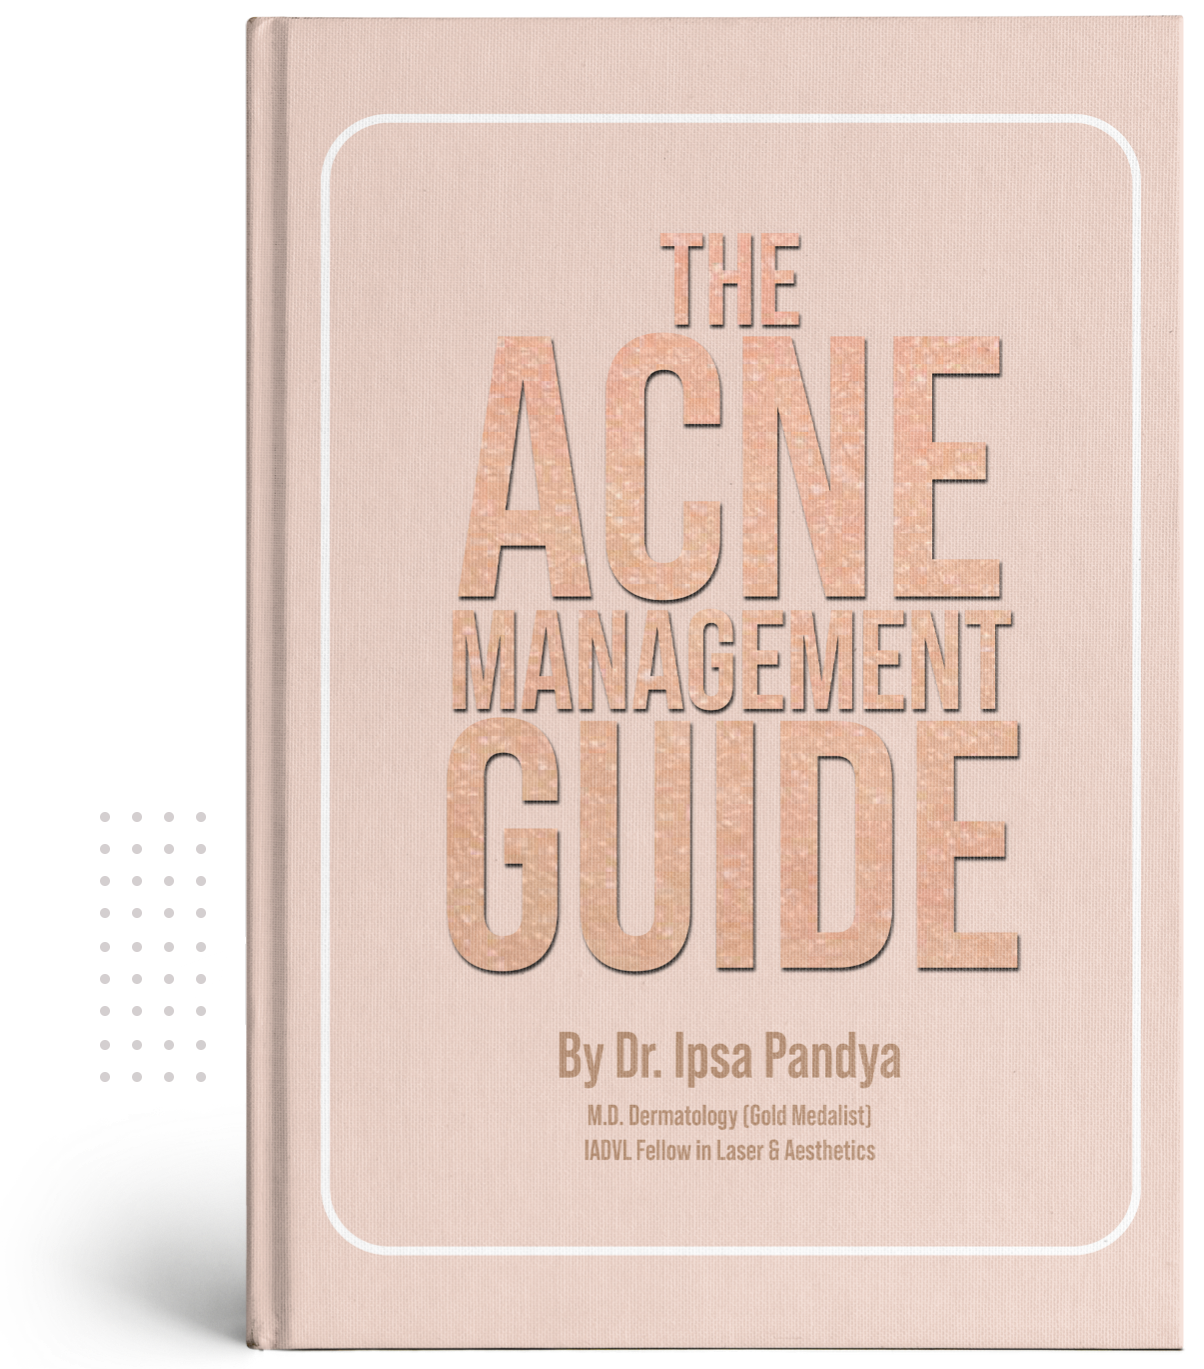 THE
ACNE
MANAGEMENT
GUIDE
By Dr. Ipsa Pandya
M.D. Dermatology (Gold Medalist)
IADVL Fellow in Laser & Aesthetics